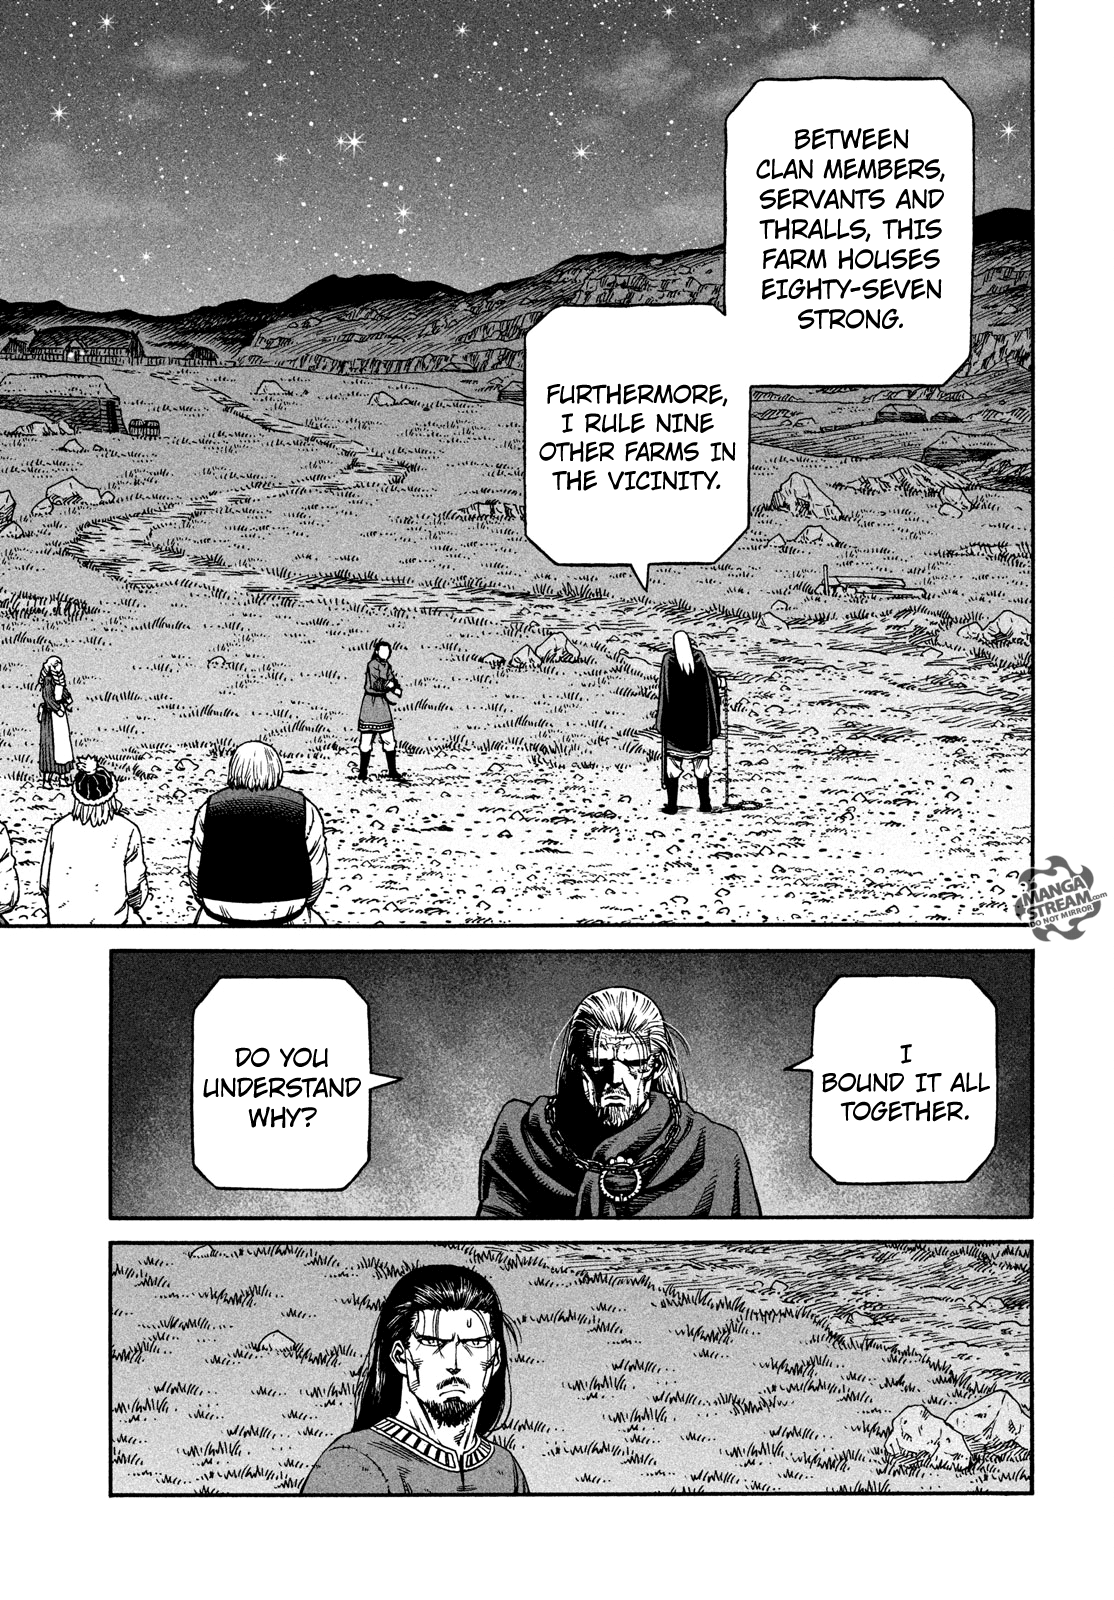 BETWEEN
CLAN MEMBERS,
SERVANTS AND
THRALLS, THIS
FARM HOUSES
EIGHTY-SEVEN
STRONG.
FURTHERMORE,
I RULE NINE
OTHER FARMS IN
THE VICINITY.
MANGA
STREAM.com
DO NOT MIRROR
I
BOUND IT ALL
TOGETHER.
DO YOU
UNDERSTAND
WHY?